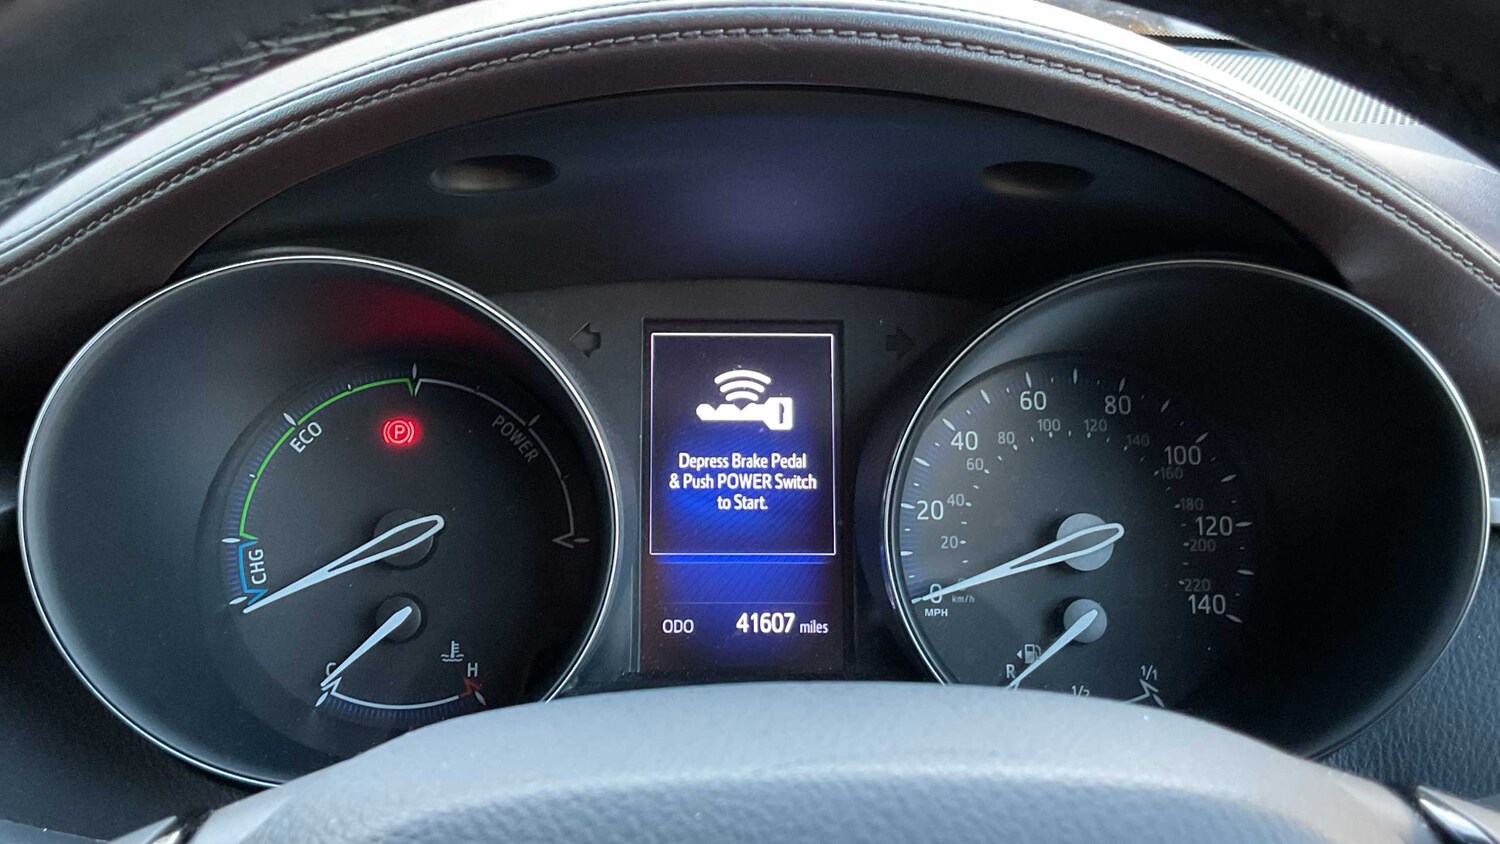 ECO
POWER
CHG
P
C
H
Depress Brake Pedal
& Push POWER Switch
to Start.
ODO 41607 miles
0
20
40
60
80
100
120
140
20
40
60
80
100
120
140
160
180
200
220
MPH
km/h
R
1/2
1/1